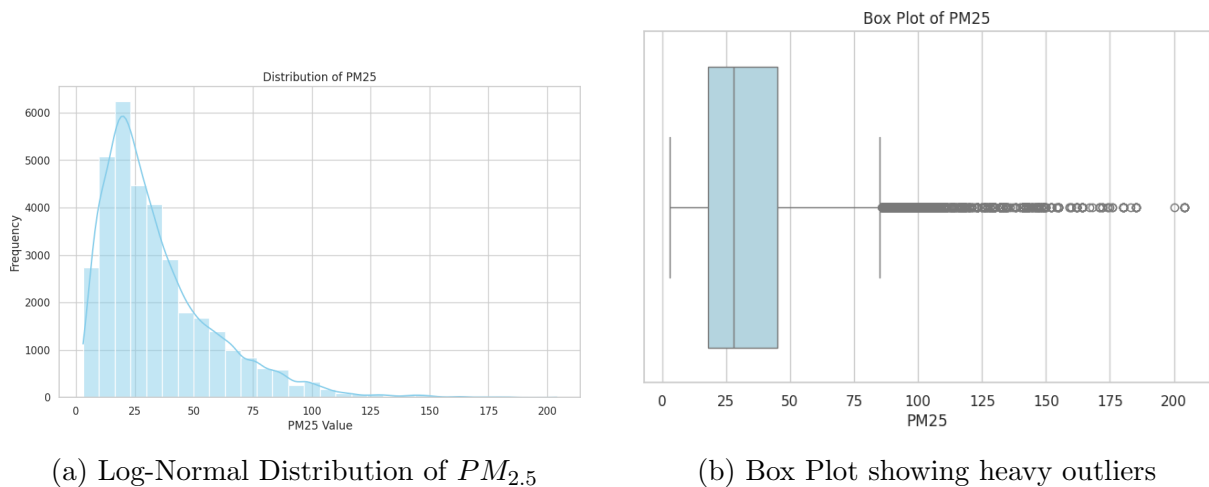 Distribution of PM25
6000
5000
4000
3000
2000
1000
0
Frequency
0 25 50 75 100 125 150 175 200
PM25 Value
(a) Log-Normal Distribution of PM2.5
Box Plot of PM25
0 25 50 75 100 125 150 175 200
PM25
(b) Box Plot showing heavy outliers